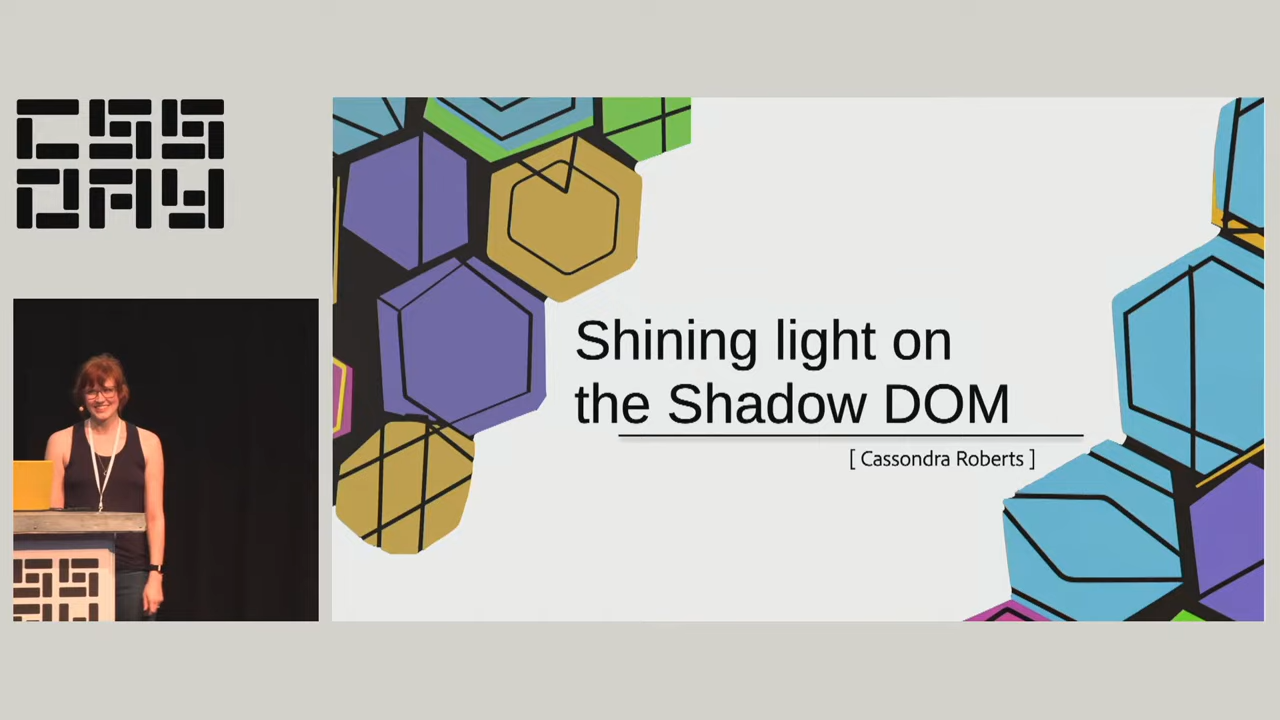 CSS
DAY
Shining light on
the Shadow DOM
[ Cassondra Roberts ]